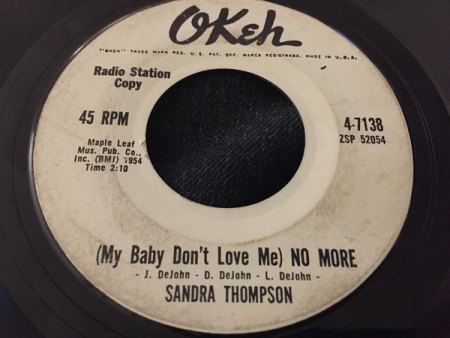 OKeh
"OKEH" TRADE MARK REG. U.S. PAT. OFF. MARCA REGISTRADA. MADE IN U.S.A.
Radio Station
Copy
45 RPM
4-7138
ZSP 52054
Maple Leaf
Mus. Pub. Co.,
Inc. (BMI) 1954
Time 2:10
(My Baby Don't Love Me) NO MORE
- J. DeJohn - D. DeJohn - L. DeJohn -
SANDRA THOMPSON